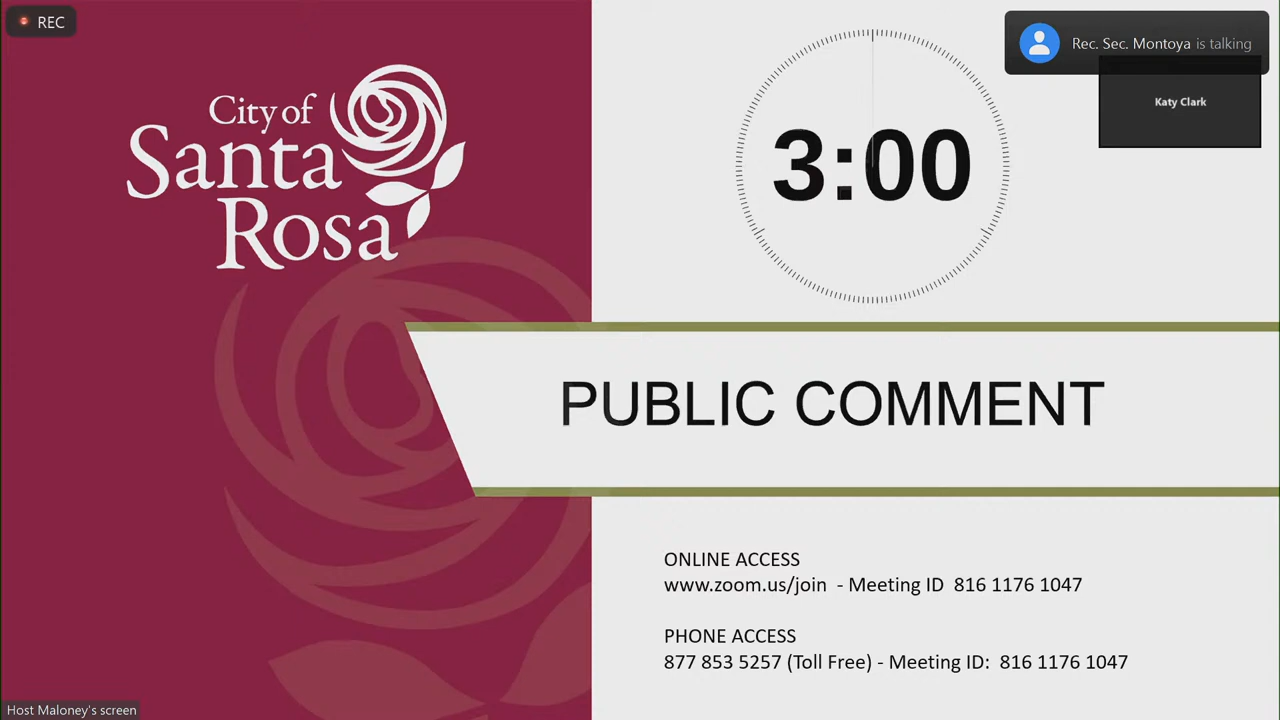 REC
City of
Santa
Rosa
3:00
Rec. Sec. Montoya is talking
Katy Clark
PUBLIC COMMENT
ONLINE ACCESS
www.zoom.us/join - Meeting ID 816 1176 1047
PHONE ACCESS
877 853 5257 (Toll Free) - Meeting ID: 816 1176 1047
Host Maloney's screen